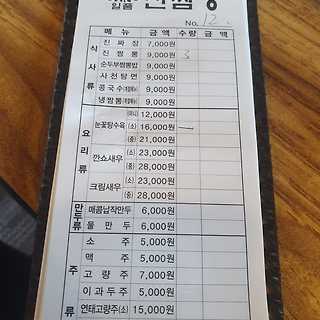 일품 진짬뽕
No. 12.
메 뉴 금 액 수 량 금 액
식사류
진 짜 장 7,000원
진 짬 뽕 9,000원 3
순두부짬뽕밥 9,000원
사 천 탕 면 9,000원
콩 국 수 9,000원
냉 짬 뽕 9,000원
요리류
12,000원
눈꽃탕수육 (소) 16,000원 一
(중) 21,000원
깐쇼새우 (소) 23,000원
(중) 28,000원
크림새우 (소) 23,000원
(중) 28,000원
만두류
매콤납작만두 6,000원
물 만 두 6,000원
주류
소 주 5,000원
맥 주 5,000원
고 량 주 7,000원
이 과 두 주 5,000원
연태고량주(소) 15,000원